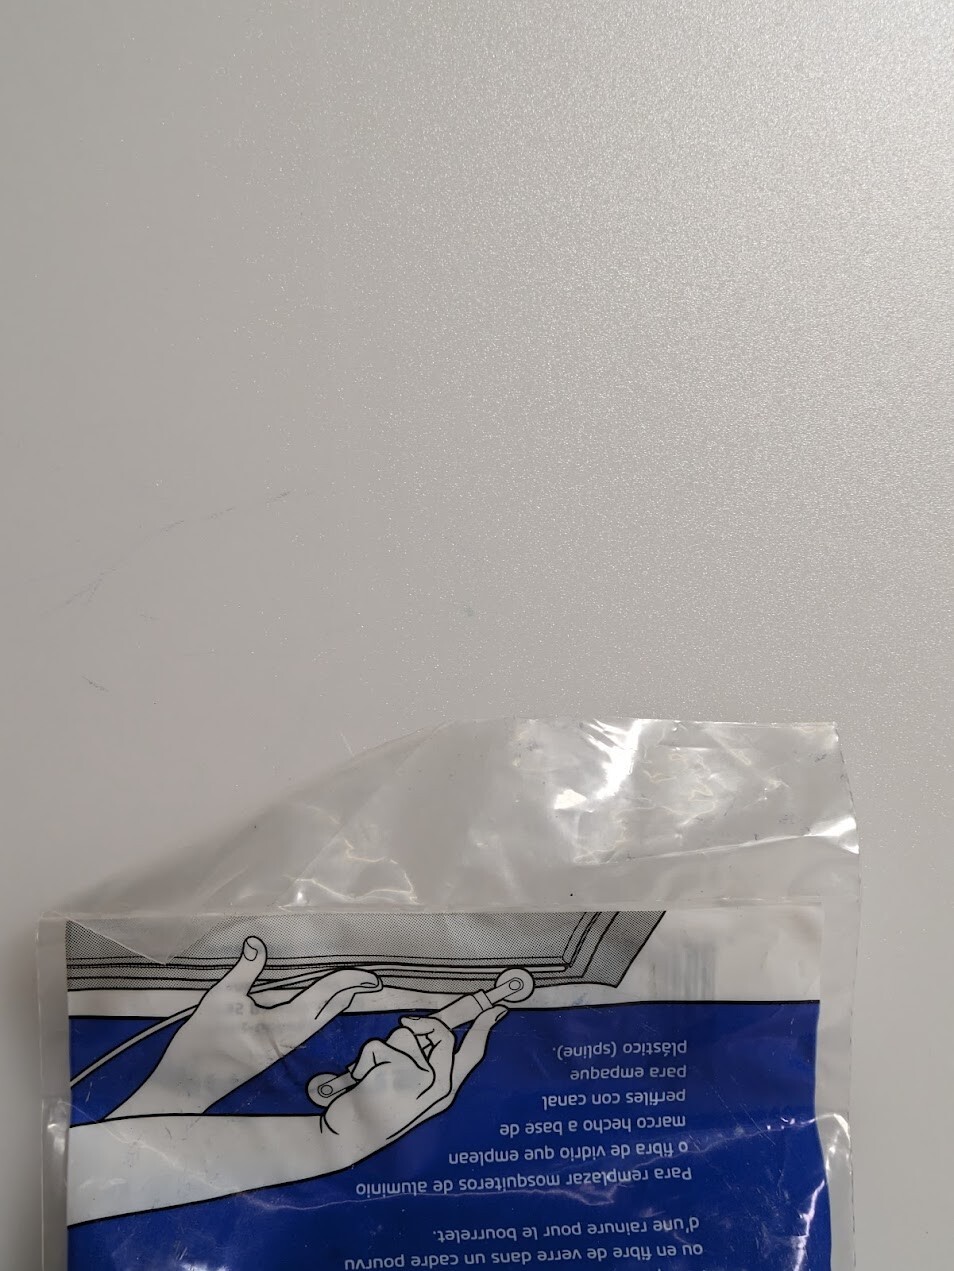 ou en fibre de verre dans un cadre pourvu
d'une rainure pour le bourrelet.
Para remplazar mosquiteros de aluminio
o fibra de vidrio que emplean
marco hecho a base de
perfiles con canal
para empaque
plástico (spline).